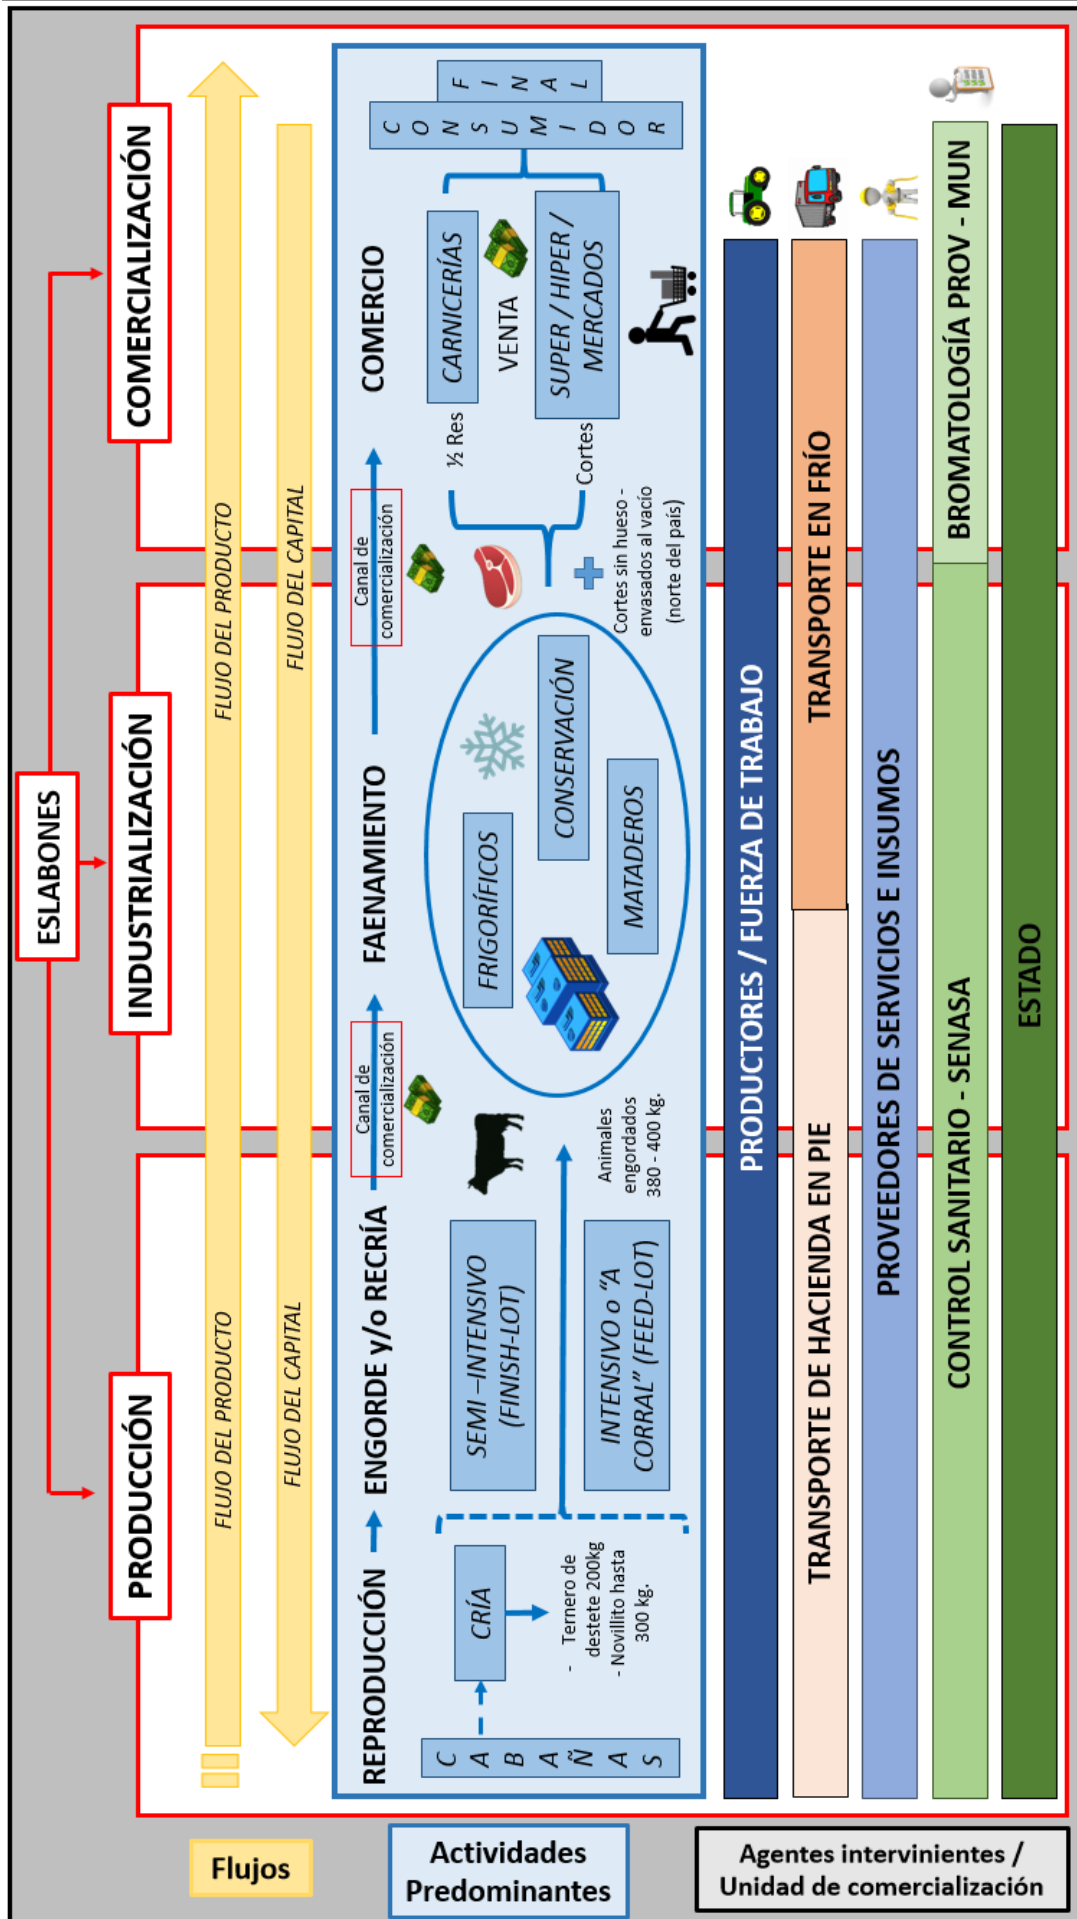 ESLABONES
PRODUCCIÓN
INDUSTRIALIZACIÓN
COMERCIALIZACIÓN
Flujos
FLUJO DEL PRODUCTO
FLUJO DEL PRODUCTO
FLUJO DEL CAPITAL
FLUJO DEL CAPITAL
Actividades
Predominantes
REPRODUCCIÓN
ENGORDE y/o RECRÍA
Canal de
comercialización
FAENAMIENTO
Canal de
comercialización
COMERCIO
CABAÑAS
CRÍA
- Ternero de
destete 200kg
- Novillito hasta
300 kg.
SEMI –INTENSIVO
(FINISH-LOT)
INTENSIVO o “A
CORRAL” (FEED-LOT)
Animales
engordados
380 - 400 kg.
FRIGORÍFICOS
CONSERVACIÓN
MATADEROS
½ Res
Cortes
Cortes sin hueso -
envasados al vacío
(norte del país)
CARNICERÍAS
VENTA
SUPER / HIPER /
MERCADOS
CONSUMIDOR
FINAL
Agentes intervinientes /
Unidad de comercialización
PRODUCTORES / FUERZA DE TRABAJO
TRANSPORTE DE HACIENDA EN PIE
TRANSPORTE EN FRÍO
PROVEEDORES DE SERVICIOS E INSUMOS
CONTROL SANITARIO - SENASA
BROMATOLOGÍA PROV - MUN
ESTADO